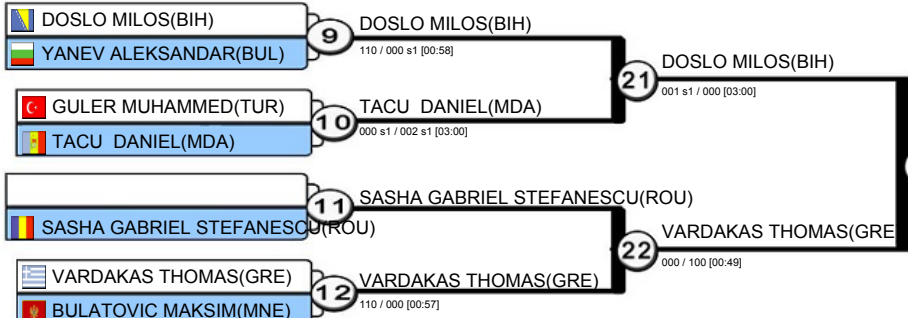 DOSLO MILOS(BIH)
YANEV ALEKSANDAR(BUL)
9
DOSLO MILOS(BIH)
110 / 000 s1 [00:58]
GULER MUHAMMED(TUR)
TACU DANIEL(MDA)
10
TACU DANIEL(MDA)
000 s1 / 002 s1 [03:00]
21
DOSLO MILOS(BIH)
001 s1 / 000 [03:00]
SASHA GABRIEL STEFANESCU(ROU)
11
SASHA GABRIEL STEFANESCU(ROU)
VARDAKAS THOMAS(GRE)
BULATOVIC MAKSIM(MNE)
12
VARDAKAS THOMAS(GRE)
110 / 000 [00:57]
22
VARDAKAS THOMAS(GRE
000 / 100 [00:49]